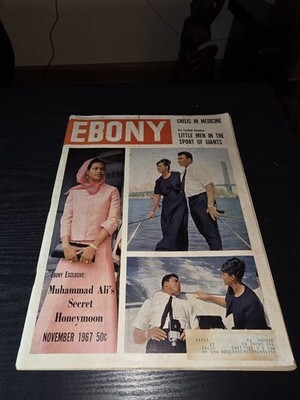 EBONY
CRISIS IN MEDICINE
LITTLE MEN IN THE
SPORT OF GIANTS
EBONY EXCLUSIVE:
Muhammad Ali's
Secret
Honeymoon
NOVEMBER 1967 50¢